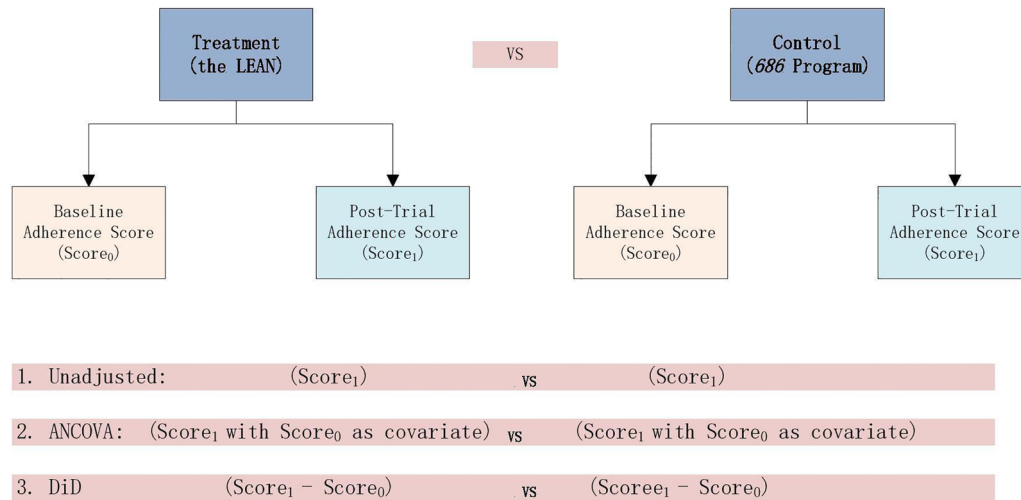 Treatment
(the LEAN)
VS
Control
(686 Program)
Baseline
Adherence Score
(Score₀)
Post-Trial
Adherence Score
(Score₁)
Baseline
Adherence Score
(Score₀)
Post-Trial
Adherence Score
(Score₁)
1. Unadjusted: (Score₁) vs (Score₁)
2. ANCOVA: (Score₁ with Score₀ as covariate) vs (Score₁ with Score₀ as covariate)
3. DiD (Score₁ - Score₀) vs (Scoree₁ - Score₀)